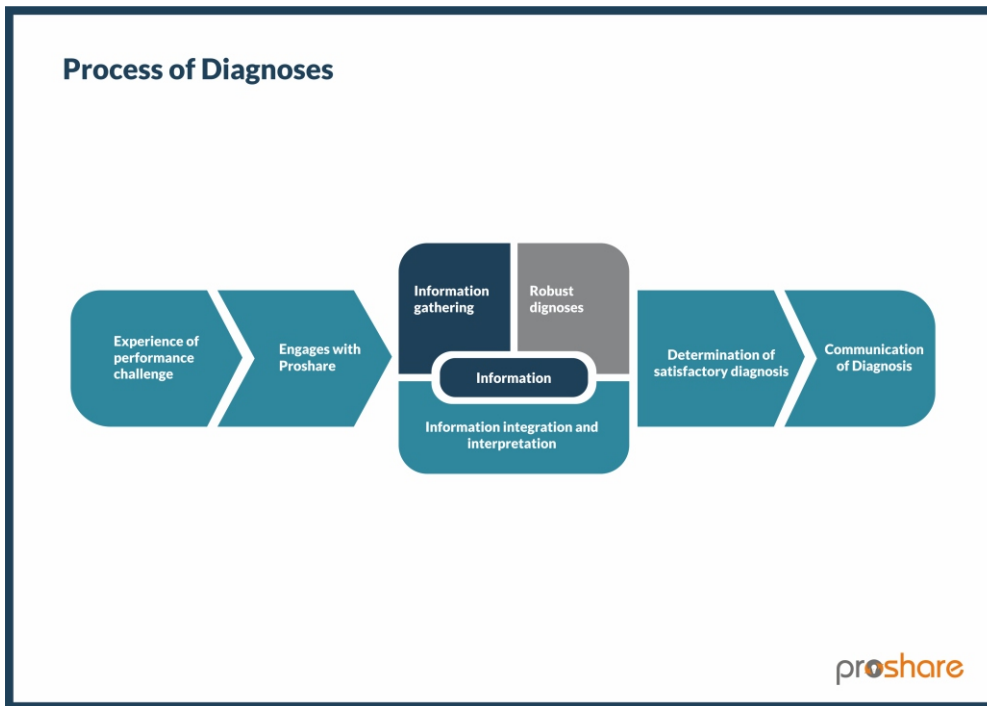 Process of Diagnoses
Experience of
performance
challenge
Engages with
Proshare
Information
gathering
Robust
dignoses
Information
Information integration and
interpretation
Determination of
satisfactory diagnosis
Communication
of Diagnosis
proshare